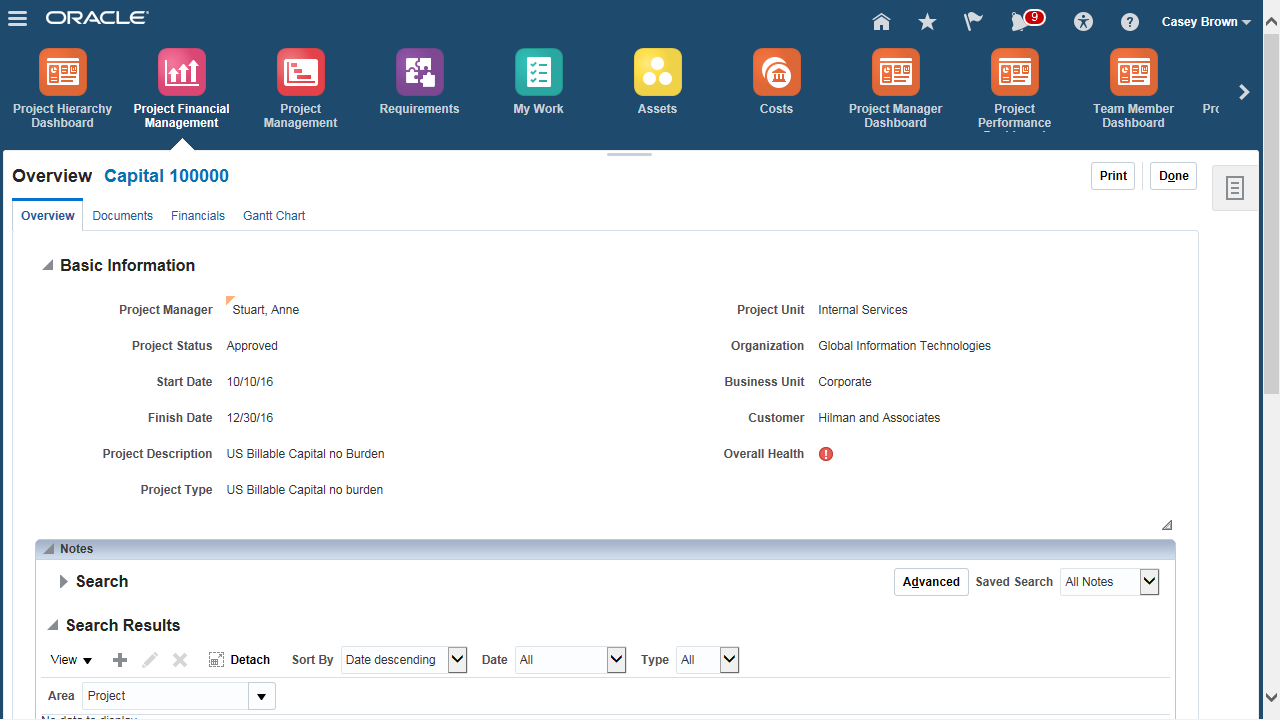 ORACLE
9
Casey Brown
Project Hierarchy Dashboard
Project Financial Management
Project Management
Requirements
My Work
Assets
Costs
Project Manager Dashboard
Project Performance
Team Member Dashboard
Overview Capital 100000
Print
Done
Overview Documents Financials Gantt Chart
Basic Information
Project Manager Stuart, Anne
Project Status Approved
Start Date 10/10/16
Finish Date 12/30/16
Project Description US Billable Capital no Burden
Project Type US Billable Capital no burden
Project Unit Internal Services
Organization Global Information Technologies
Business Unit Corporate
Customer Hilman and Associates
Overall Health
Notes
Search
Advanced Saved Search All Notes
Search Results
View Detach Sort By Date descending Date All Type All
Area Project
No data to display